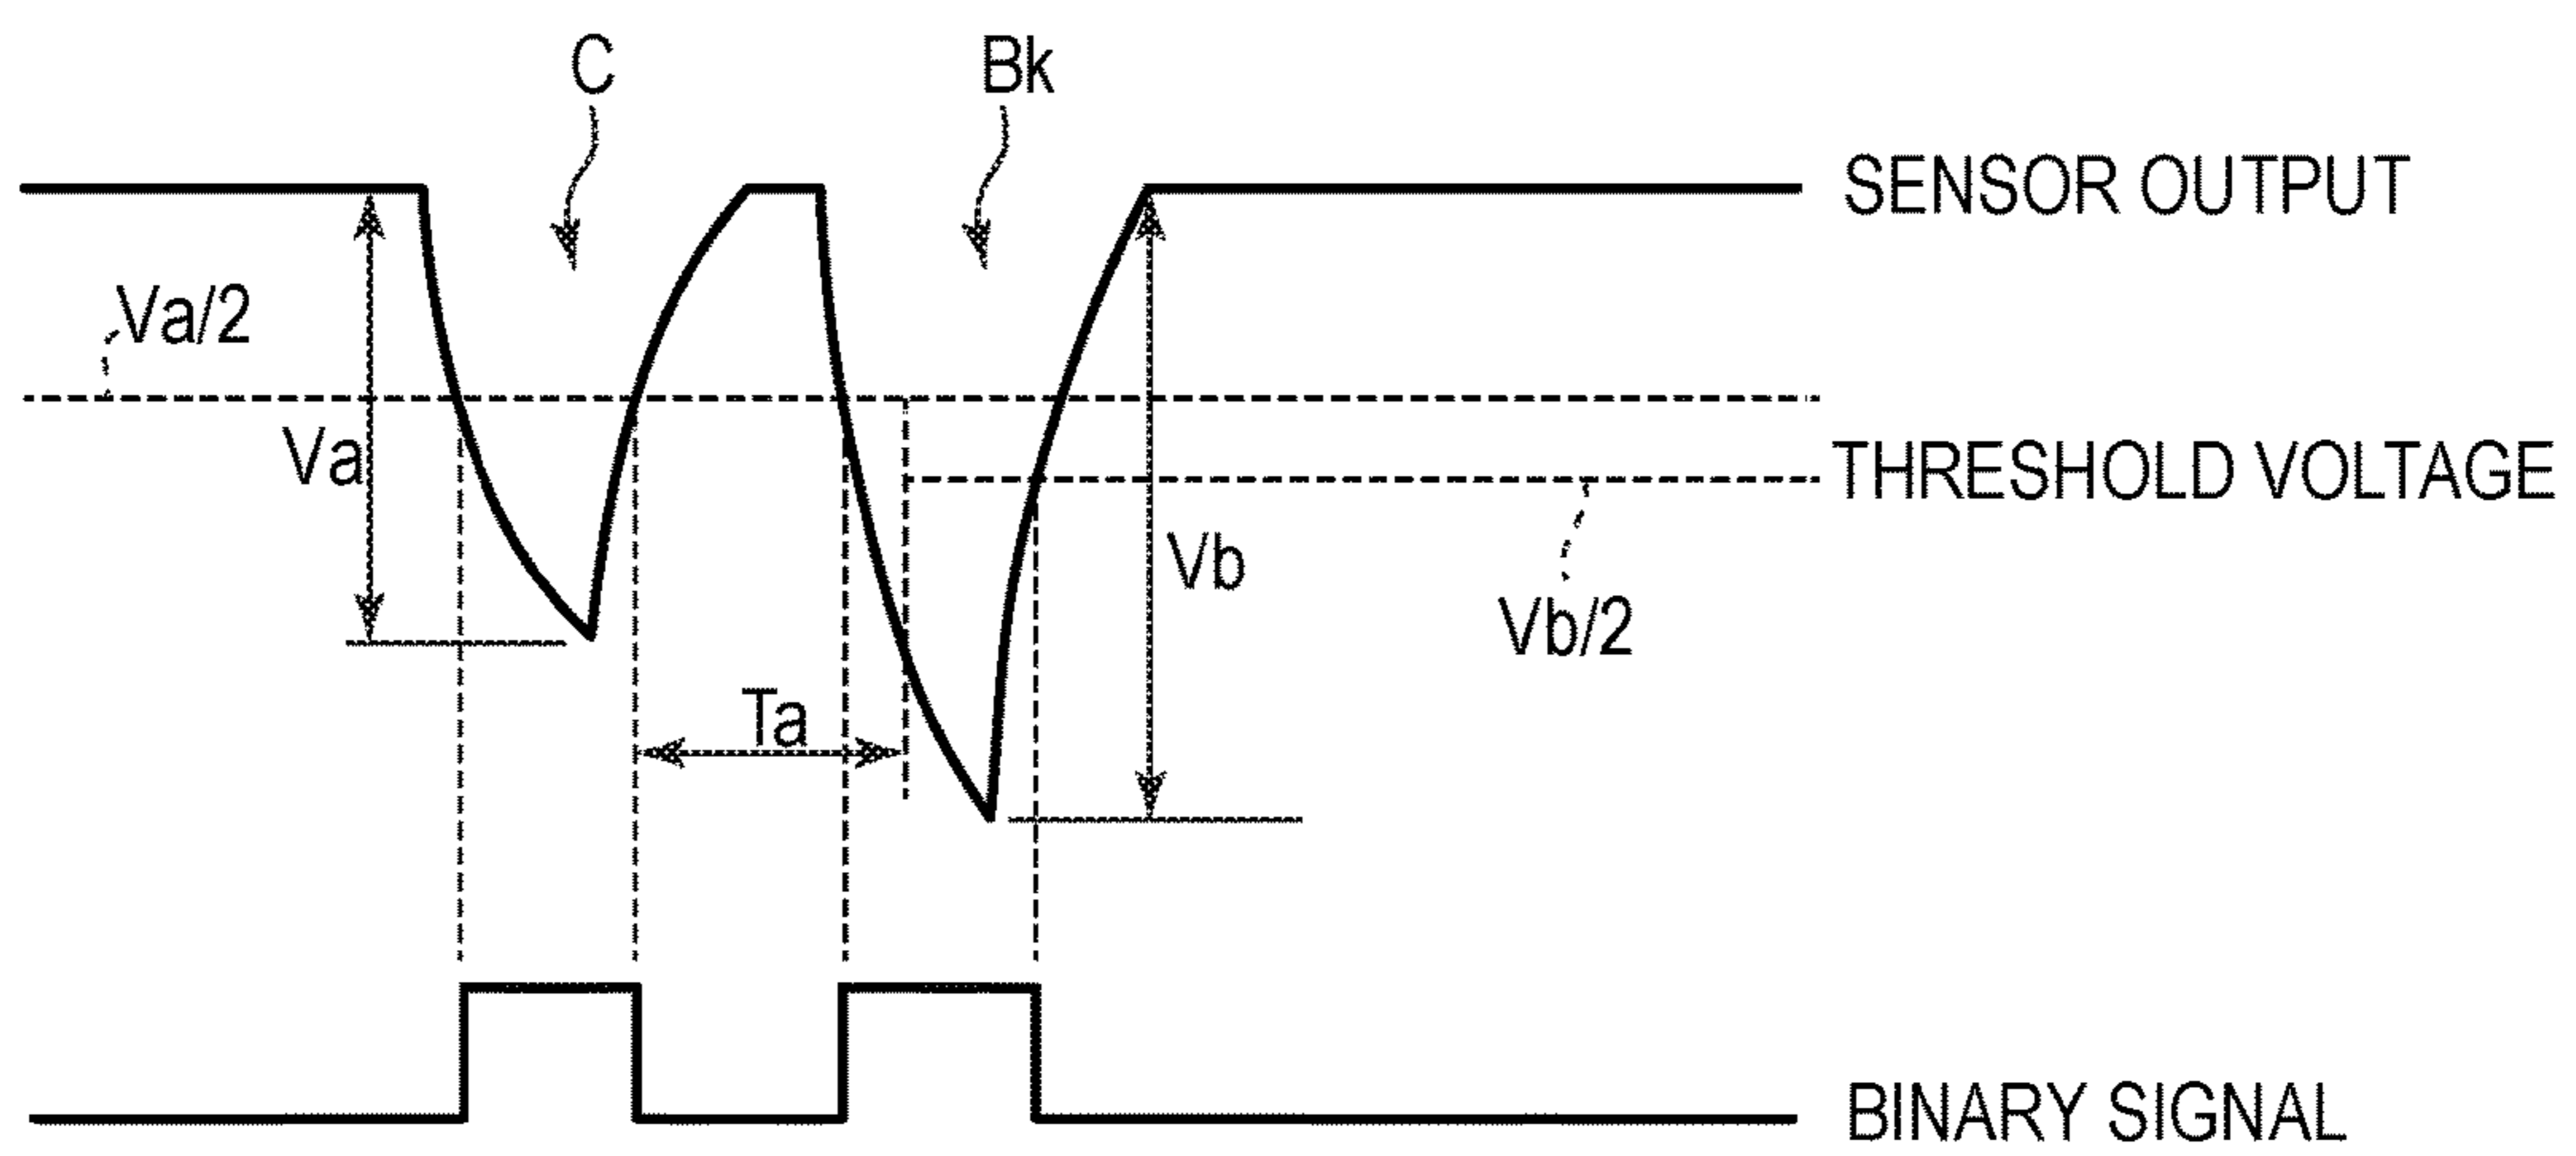 C
Bk
SENSOR OUTPUT
Va/2
Va
THRESHOLD VOLTAGE
Vb
Vb/2
Ta
BINARY SIGNAL